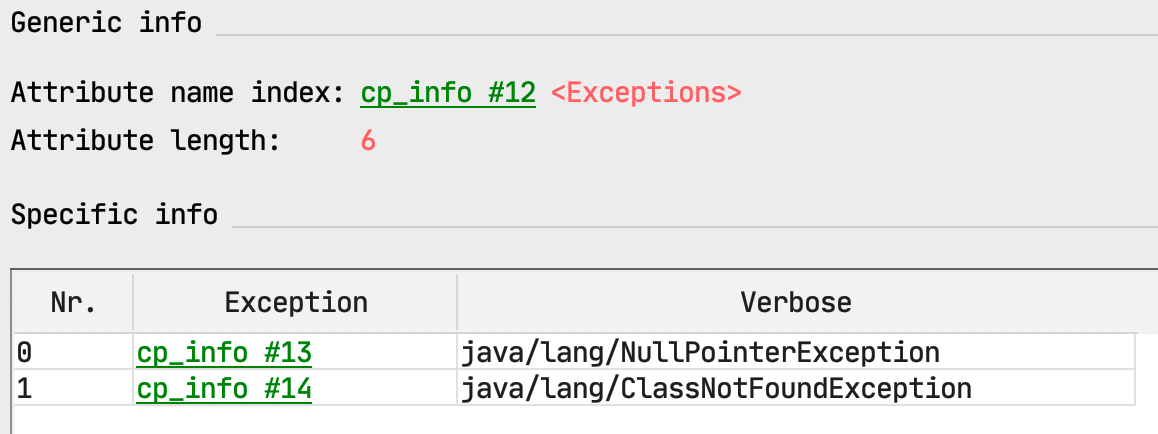 Generic info
Attribute name index: cp_info #12 <Exceptions>
Attribute length: 6
Specific info
Nr. Exception Verbose
0 cp_info #13 java/lang/NullPointerException
1 cp_info #14 java/lang/ClassNotFoundException